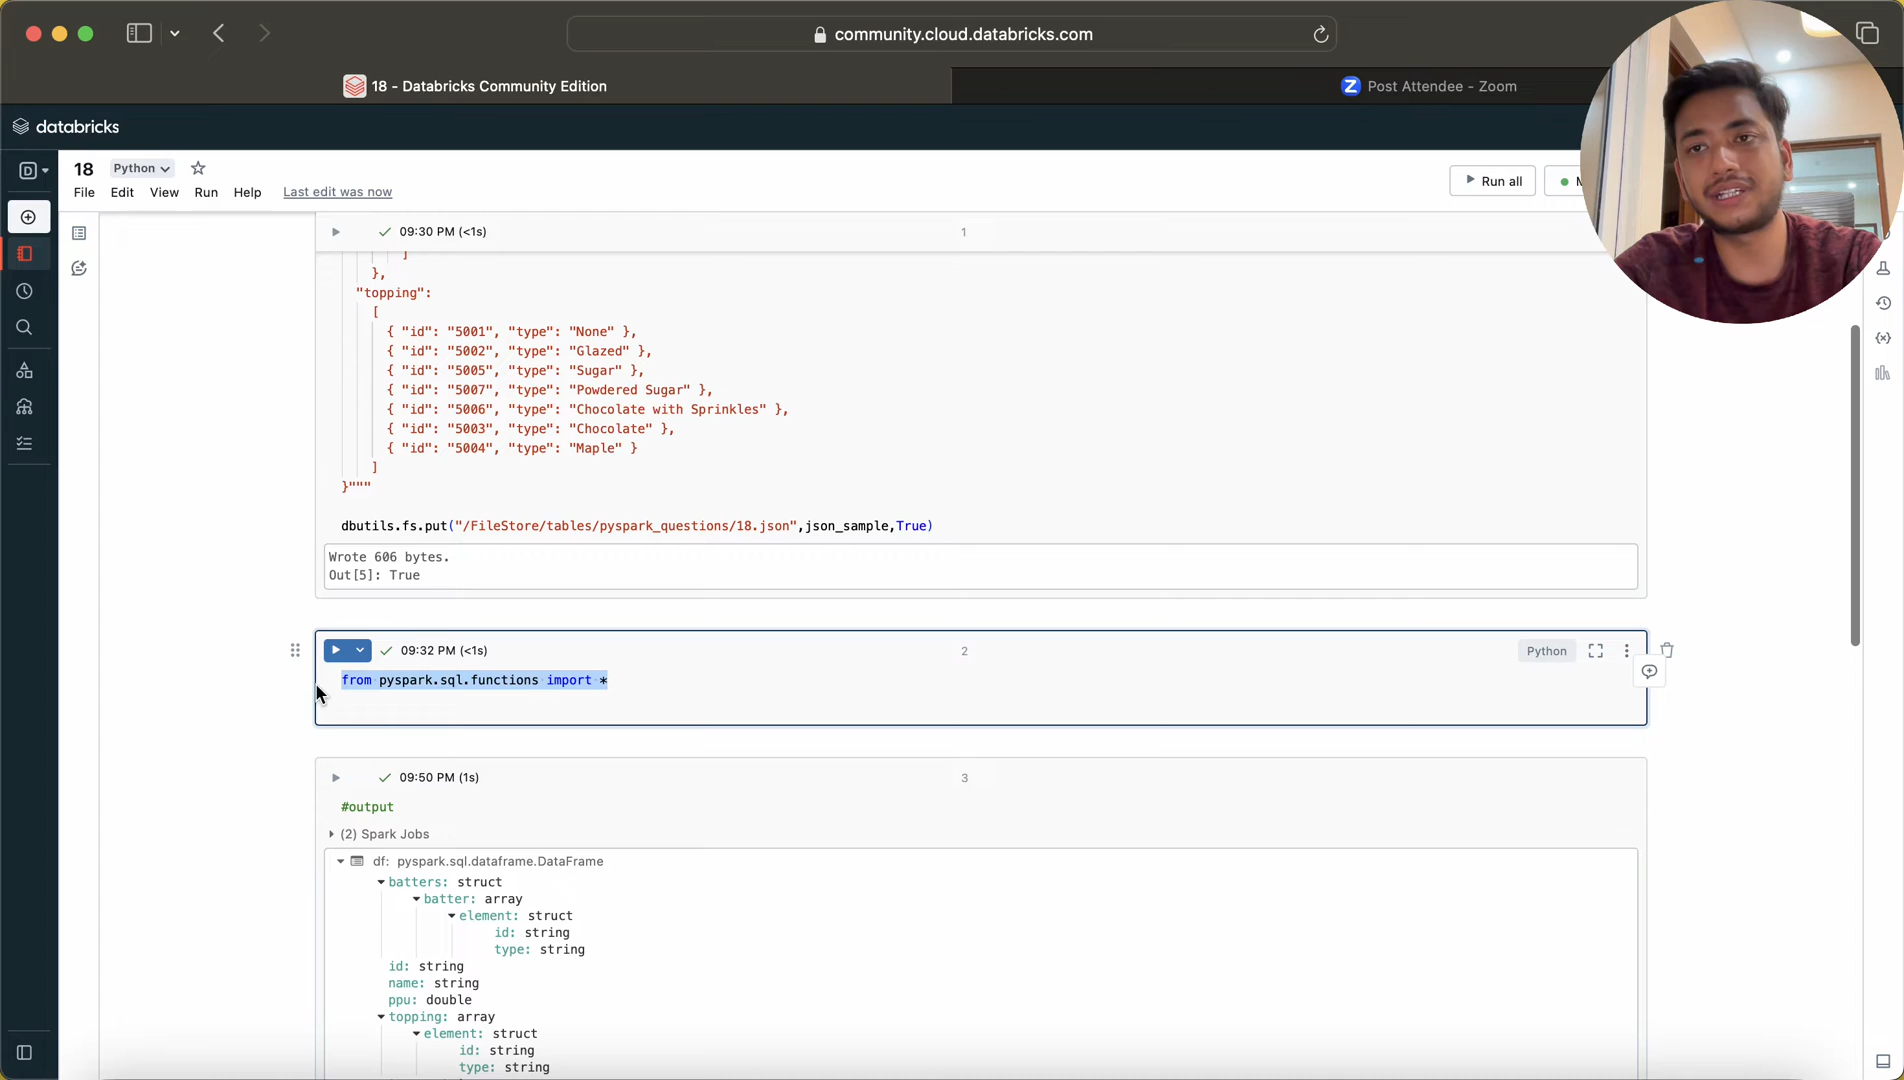 community.cloud.databricks.com
18 - Databricks Community Edition
Post Attendee - Zoom
databricks
D
18 Python
File Edit View Run Help Last edit was now
Run all
09:30 PM (<1s) 1
]
},
"topping":
[
{ "id": "5001", "type": "None" },
{ "id": "5002", "type": "Glazed" },
{ "id": "5005", "type": "Sugar" },
{ "id": "5007", "type": "Powdered Sugar" },
{ "id": "5006", "type": "Chocolate with Sprinkles" },
{ "id": "5003", "type": "Chocolate" },
{ "id": "5004", "type": "Maple" }
]
}"""
dbutils.fs.put("/FileStore/tables/pyspark_questions/18.json",json_sample,True)
Wrote 606 bytes.
Out[5]: True
09:32 PM (<1s) 2 Python
from pyspark.sql.functions import *
09:50 PM (1s) 3
#output
(2) Spark Jobs
df: pyspark.sql.dataframe.DataFrame
batters: struct
batter: array
element: struct
id: string
type: string
id: string
name: string
ppu: double
topping: array
element: struct
id: string
type: string